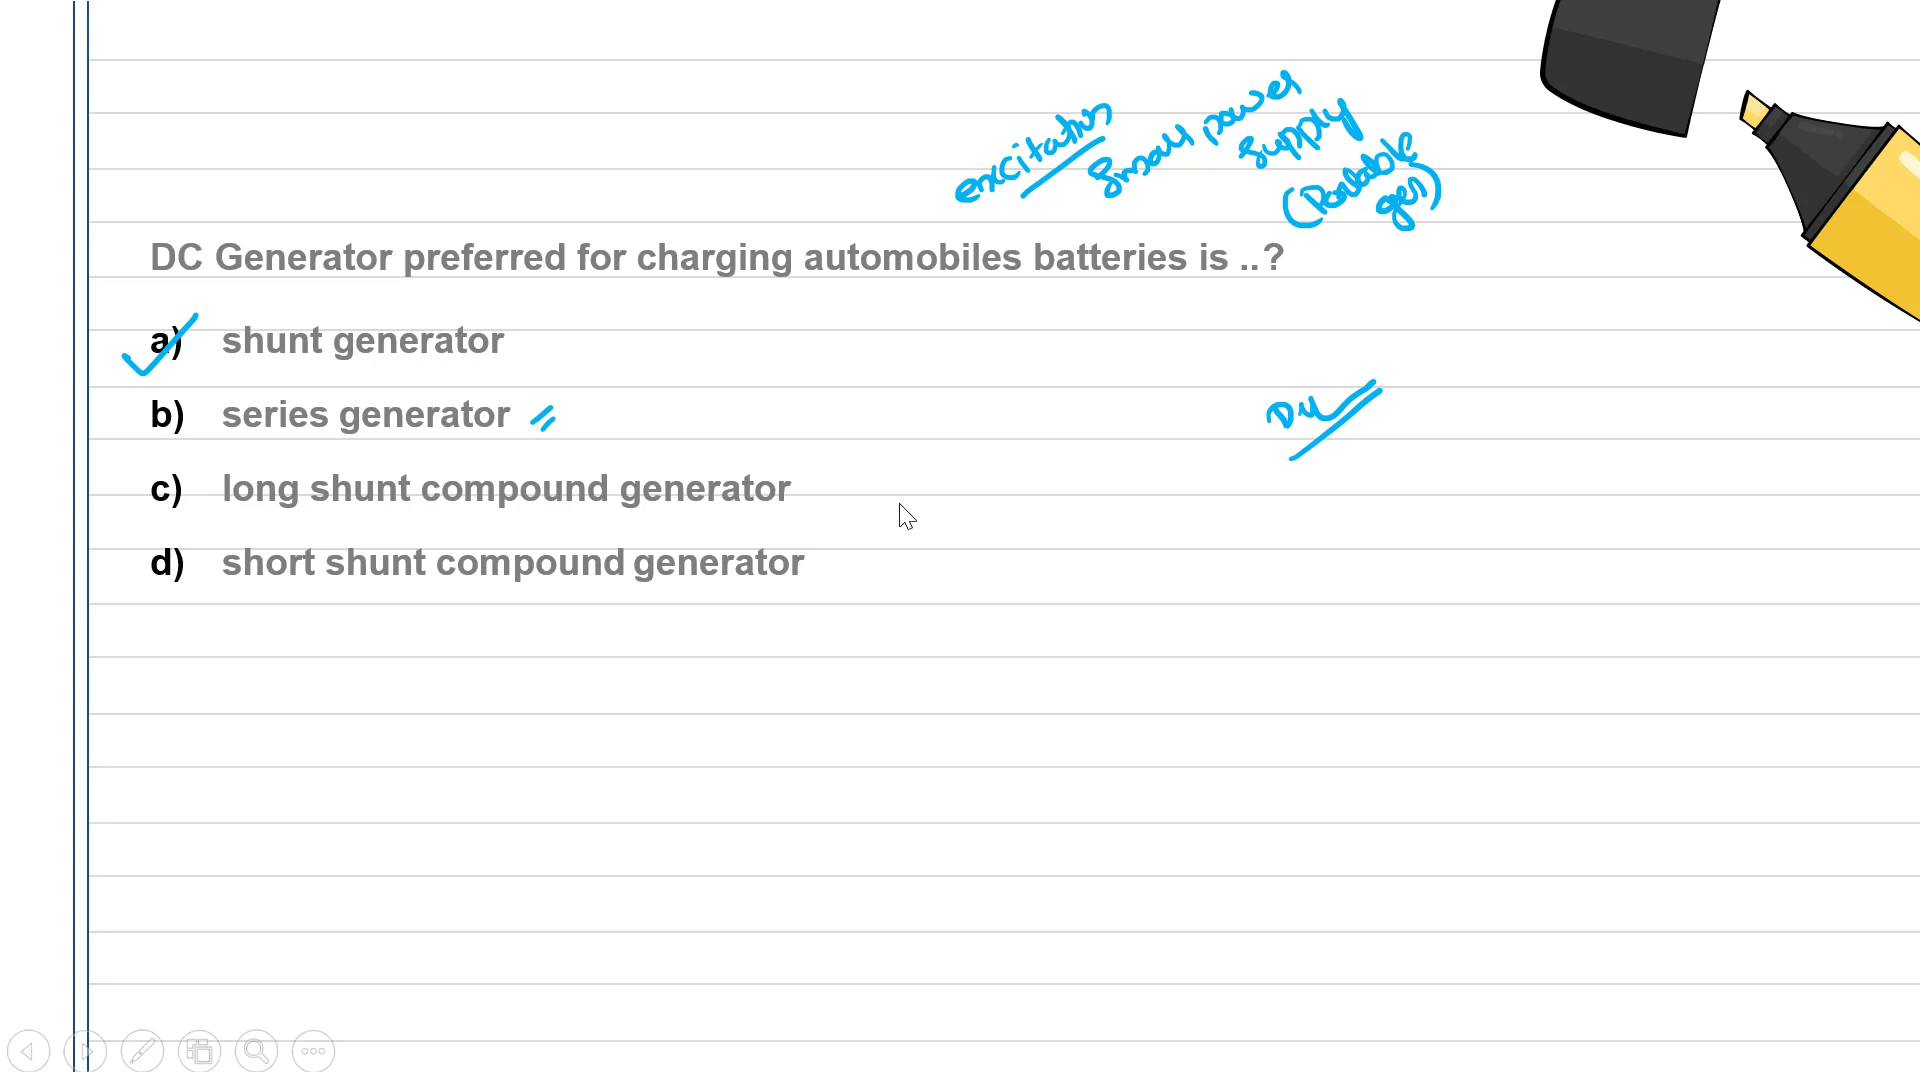 excitation
Small power
Supply
(Portable
gen)
DC Generator preferred for charging automobiles batteries is ..?
a) shunt generator
b) series generator
c) long shunt compound generator
d) short shunt compound generator